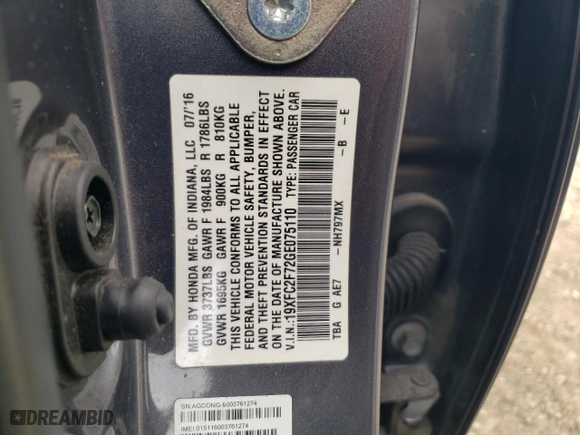 MFD. BY HONDA MFG. OF INDIANA, LLC 07/16
GVWR 3737LBS GAWR F 1984LBS R 1786LBS
GVWR 1695KG GAWR F 900KG R 810KG
THIS VEHICLE CONFORMS TO ALL APPLICABLE
FEDERAL MOTOR VEHICLE SAFETY, BUMPER,
AND THEFT PREVENTION STANDARDS IN EFFECT
ON THE DATE OF MANUFACTURE SHOWN ABOVE.
V.I.N.:19XFC2F72GE075110 TYPE: PASSENGER CAR
-NH797MX -B -E
TBA G AE7
SN:AGCONG-6003761274
IMEI:015116003761274
DREAMBID